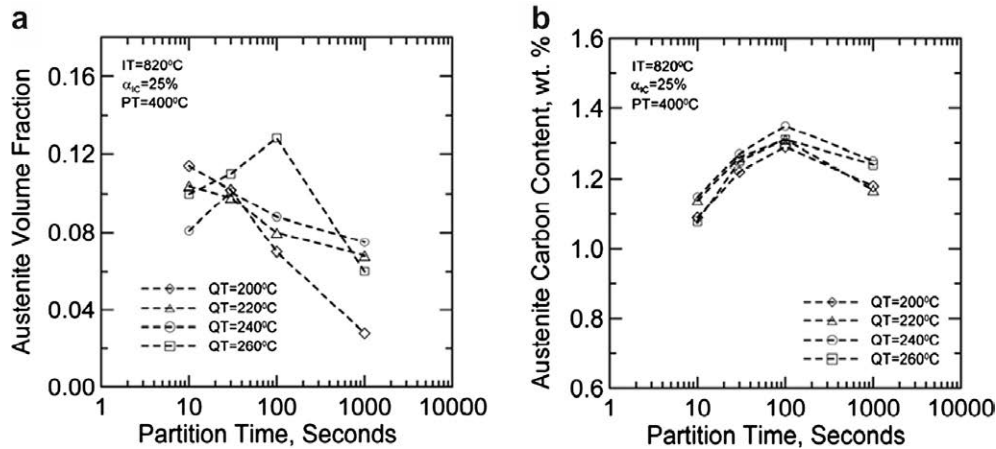 a
Austenite Volume Fraction
0.16
0.12
0.08
0.04
0.00
IT=820°C
αIC=25%
PT=400°C
QT=200°C
QT=220°C
QT=240°C
QT=260°C
1 10 100 1000 10000
Partition Time, Seconds
b
Austenite Carbon Content, wt. %
1.6
1.4
1.2
1.0
0.8
0.6
IT=820°C
αIC=25%
PT=400°C
QT=200°C
QT=220°C
QT=240°C
QT=260°C
1 10 100 1000 10000
Partition Time, Seconds